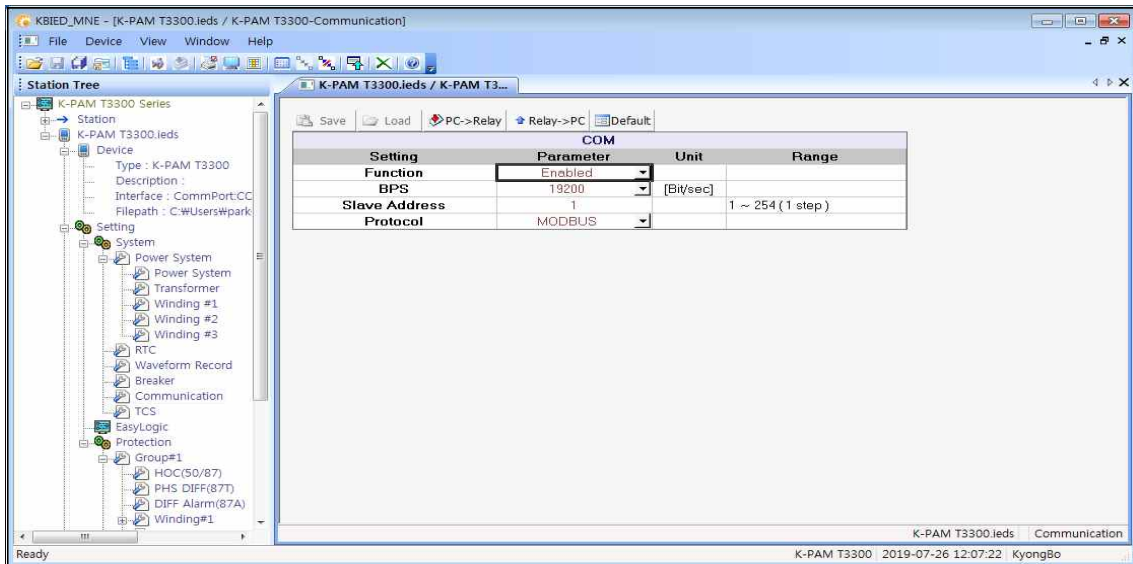 KBIED_MNE - [K-PAM T3300.ieds / K-PAM T3300-Communication]
File Device View Window Help
Station Tree
K-PAM T3300.ieds / K-PAM T3...
K-PAM T3300 Series
Station
K-PAM T3300.ieds
Device
Type : K-PAM T3300
Description :
Interface : CommPort:CC
Filepath : C:₩Users₩park
Setting
System
Power System
Power System
Transformer
Winding #1
Winding #2
Winding #3
RTC
Waveform Record
Breaker
Communication
TCS
EasyLogic
Protection
Group#1
HOC(50/87)
PHS DIFF(87T)
DIFF Alarm(87A)
Winding#1
Save Load PC->Relay Relay->PC Default
COM
Setting Parameter Unit Range
Function Enabled
BPS 19200 [Bit/sec]
Slave Address 1 1 ~ 254 ( 1 step )
Protocol MODBUS
K-PAM T3300.ieds Communication
Ready K-PAM T3300 2019-07-26 12:07:22 KyongBo